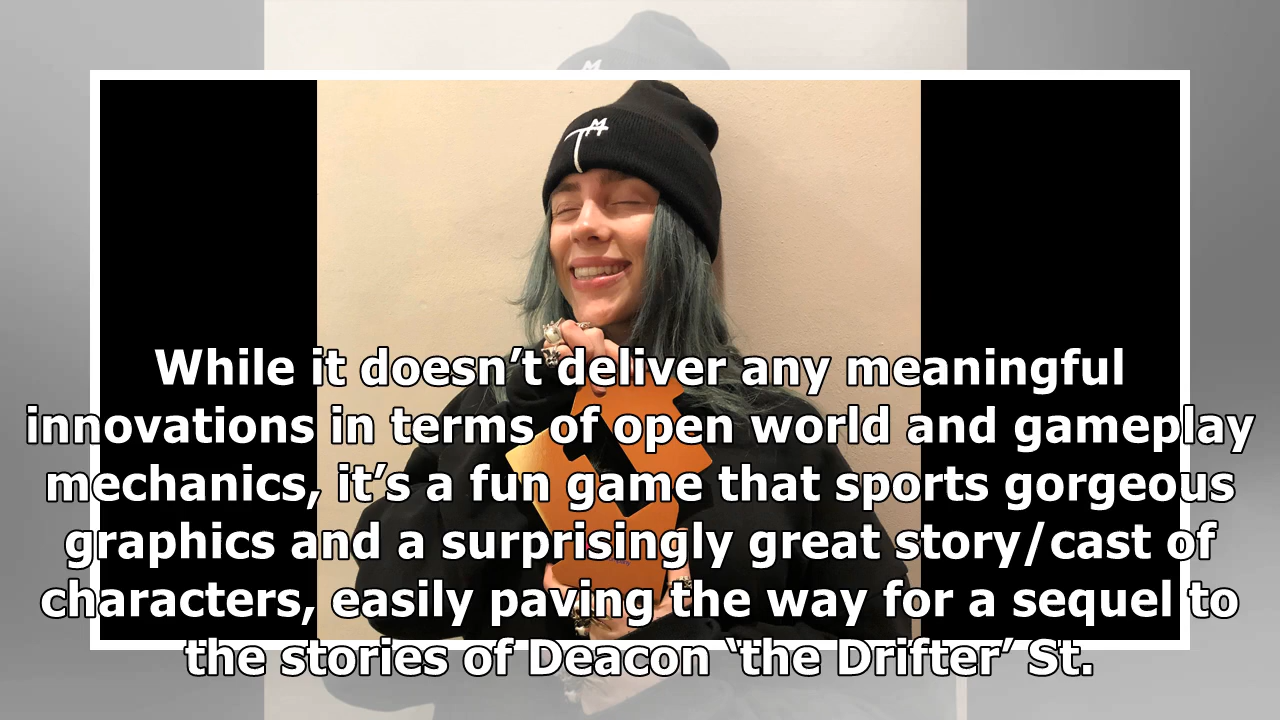 While it doesn’t deliver any meaningful
innovations in terms of open world and gameplay
mechanics, it’s a fun game that sports gorgeous
graphics and a surprisingly great story/cast of
characters, easily paving the way for a sequel to
the stories of Deacon ‘the Drifter’ St.